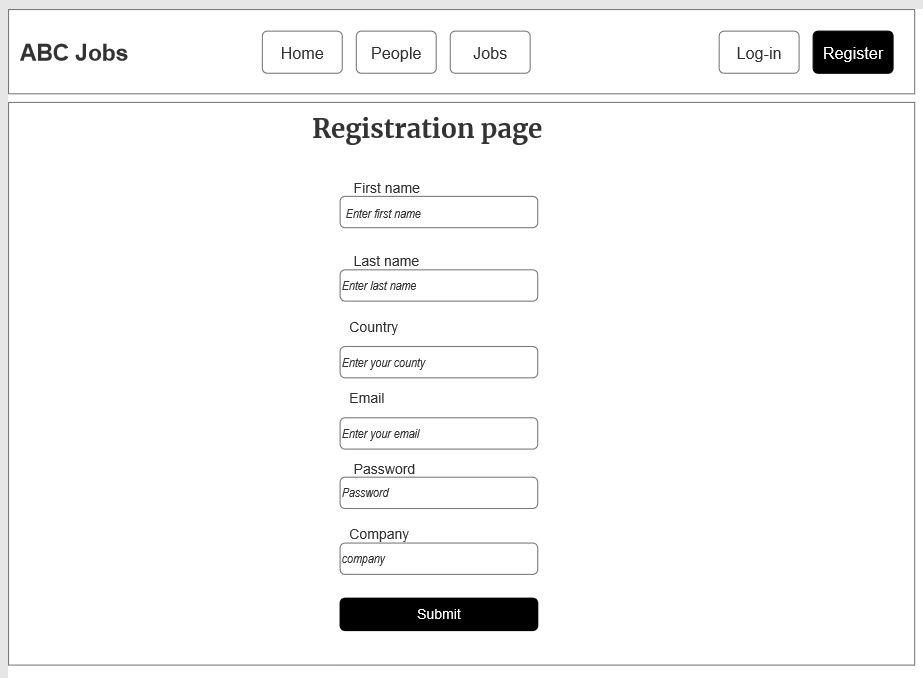 ABC Jobs Home People Jobs Log-in Register
Registration page
First name
Enter first name
Last name
Enter last name
Country
Enter your county
Email
Enter your email
Password
Password
Company
company
Submit